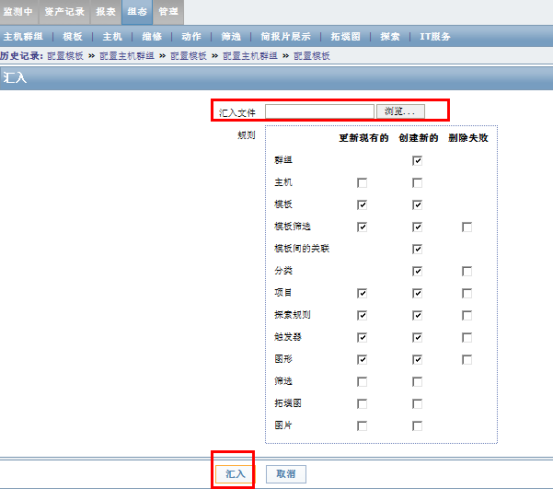 监测中 资产记录 报表 组态 管理
主机群组 | 模板 | 主机 | 维修 | 动作 | 筛选 | 简报片展示 | 拓墣图 | 探索 | IT服务
历史记录: 配置模板 » 配置主机群组 » 配置模板 » 配置主机群组 » 配置模板
汇入
汇入文件 浏览...
规则 更新现有的 创建新的 删除失败
群组
主机
模板
模板筛选
模板间的关联
分类
项目
探索规则
触发器
图形
筛选
拓墣图
图片
汇入 取消